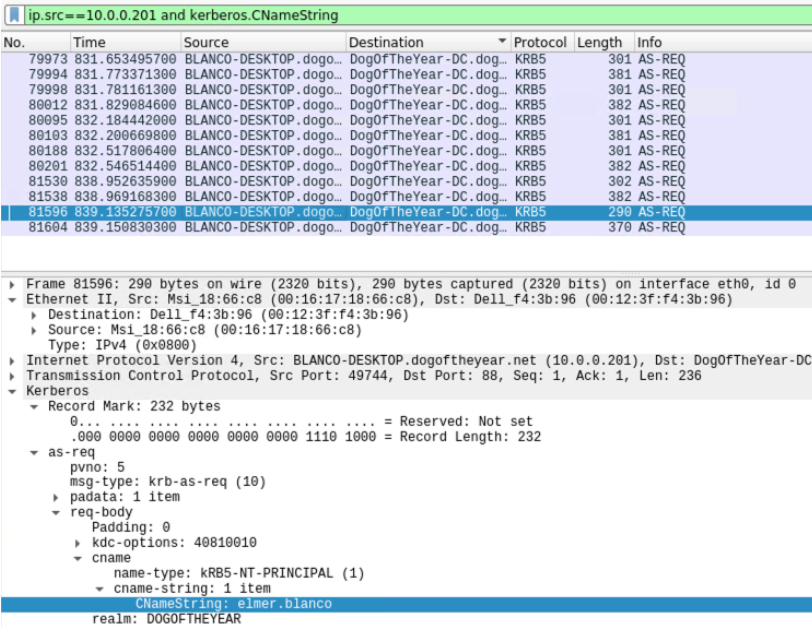 ip.src==10.0.0.201 and kerberos.CNameString
No. Time Source Destination Protocol Length Info
79973 831.653495700 BLANCO-DESKTOP.dogo… DogOfTheYear-DC.dog… KRB5 301 AS-REQ
79994 831.773371300 BLANCO-DESKTOP.dogo… DogOfTheYear-DC.dog… KRB5 381 AS-REQ
79998 831.781161300 BLANCO-DESKTOP.dogo… DogOfTheYear-DC.dog… KRB5 301 AS-REQ
80012 831.829084600 BLANCO-DESKTOP.dogo… DogOfTheYear-DC.dog… KRB5 382 AS-REQ
80095 832.184442000 BLANCO-DESKTOP.dogo… DogOfTheYear-DC.dog… KRB5 301 AS-REQ
80103 832.200669800 BLANCO-DESKTOP.dogo… DogOfTheYear-DC.dog… KRB5 381 AS-REQ
80188 832.517806400 BLANCO-DESKTOP.dogo… DogOfTheYear-DC.dog… KRB5 301 AS-REQ
80201 832.546514400 BLANCO-DESKTOP.dogo… DogOfTheYear-DC.dog… KRB5 382 AS-REQ
81530 838.952635900 BLANCO-DESKTOP.dogo… DogOfTheYear-DC.dog… KRB5 302 AS-REQ
81538 838.969168300 BLANCO-DESKTOP.dogo… DogOfTheYear-DC.dog… KRB5 382 AS-REQ
81596 839.135275700 BLANCO-DESKTOP.dogo… DogOfTheYear-DC.dog… KRB5 290 AS-REQ
81604 839.150830300 BLANCO-DESKTOP.dogo… DogOfTheYear-DC.dog… KRB5 370 AS-REQ
Frame 81596: 290 bytes on wire (2320 bits), 290 bytes captured (2320 bits) on interface eth0, id 0
Ethernet II, Src: Msi_18:66:c8 (00:16:17:18:66:c8), Dst: Dell_f4:3b:96 (00:12:3f:f4:3b:96)
Destination: Dell_f4:3b:96 (00:12:3f:f4:3b:96)
Source: Msi_18:66:c8 (00:16:17:18:66:c8)
Type: IPv4 (0x0800)
Internet Protocol Version 4, Src: BLANCO-DESKTOP.dogoftheyear.net (10.0.0.201), Dst: DogOfTheYear-DC
Transmission Control Protocol, Src Port: 49744, Dst Port: 88, Seq: 1, Ack: 1, Len: 236
Kerberos
Record Mark: 232 bytes
0... .... .... .... .... .... .... .... = Reserved: Not set
.000 0000 0000 0000 0000 0000 1110 1000 = Record Length: 232
as-req
pvno: 5
msg-type: krb-as-req (10)
padata: 1 item
req-body
Padding: 0
kdc-options: 40810010
cname
name-type: kRB5-NT-PRINCIPAL (1)
cname-string: 1 item
CNameString: elmer.blanco
realm: DOGOFTHEYEAR